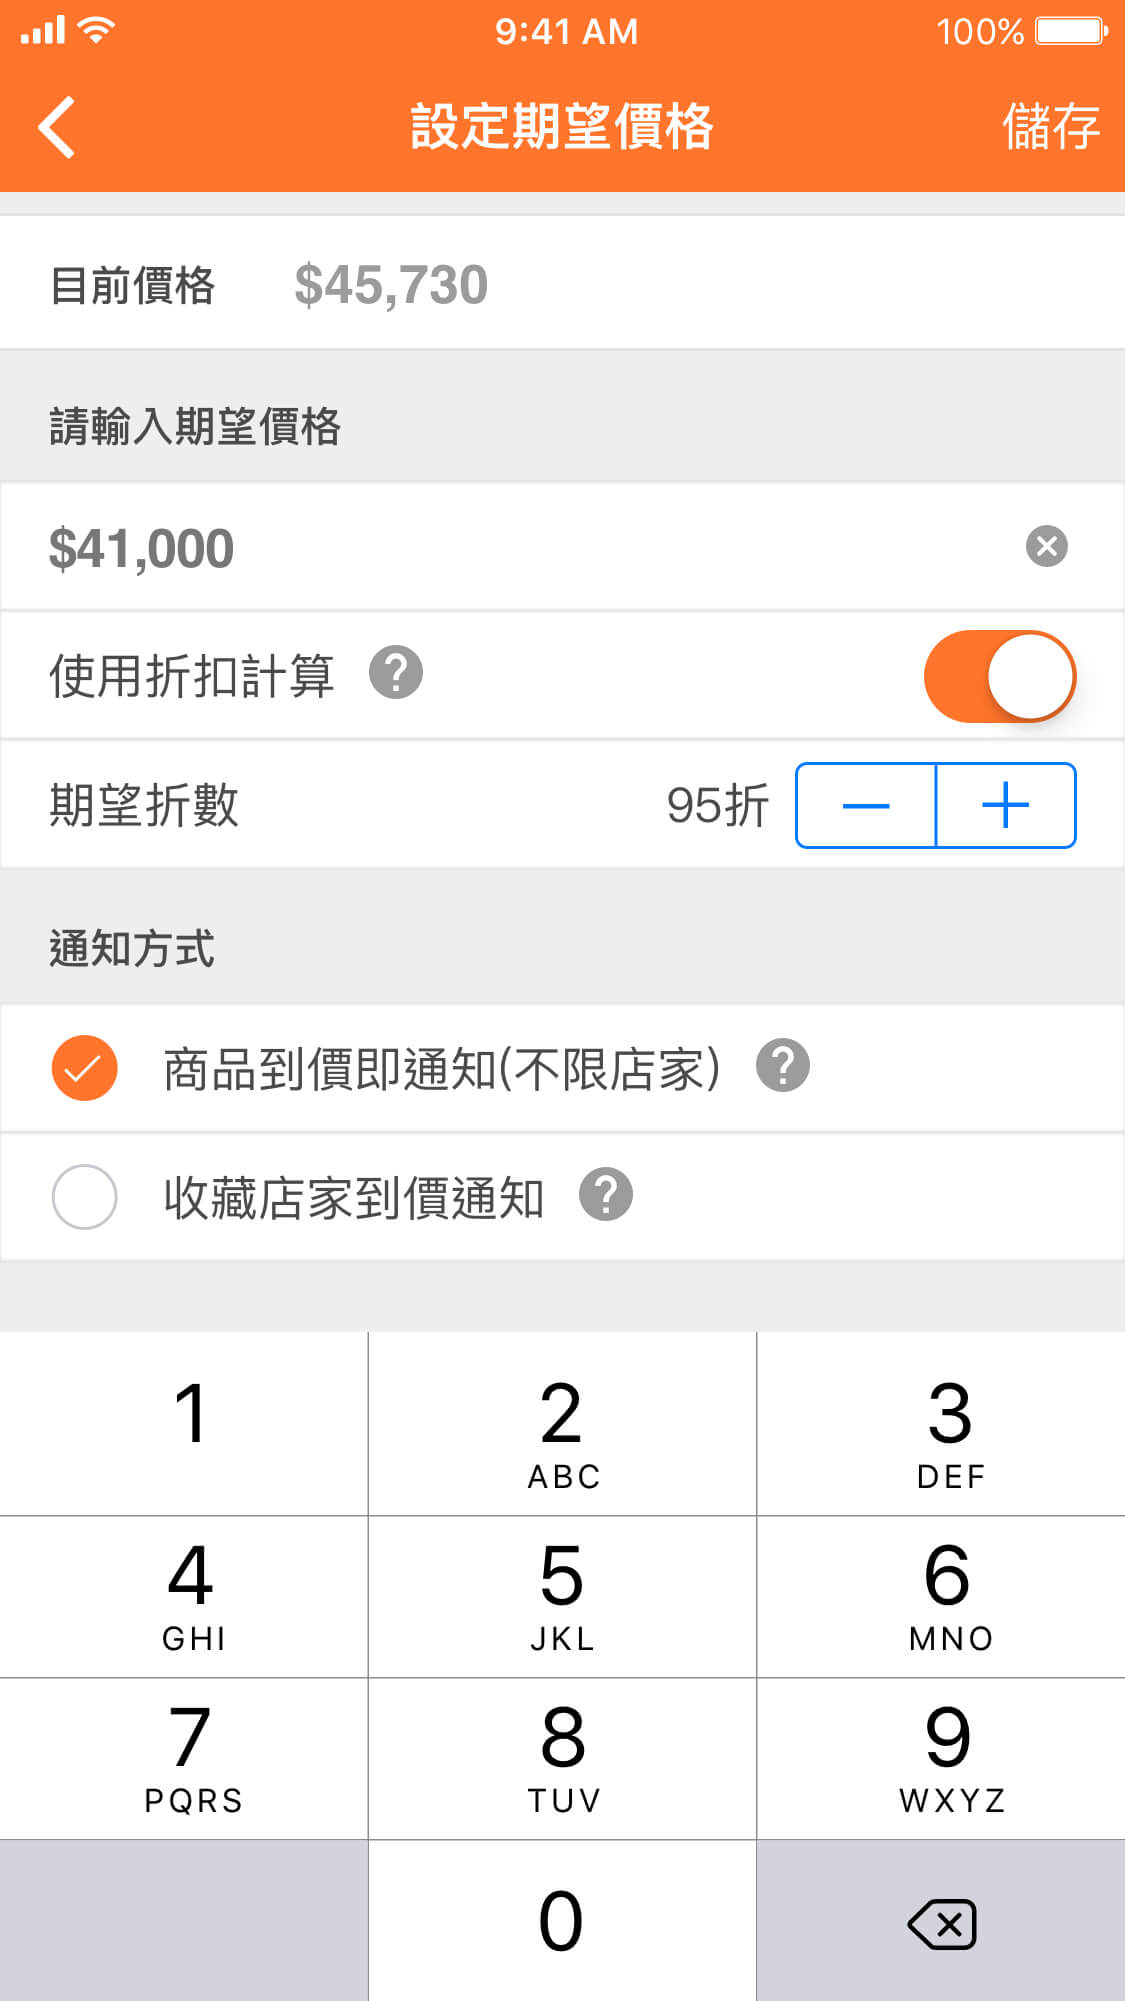 9:41 AM
100%
設定期望價格
儲存
目前價格 $45,730
請輸入期望價格
$41,000
使用折扣計算 ?
期望折數 95折 — +
通知方式
商品到價即通知(不限店家) ?
收藏店家到價通知 ?
1 2 3
ABC DEF
4 5 6
GHI JKL MNO
7 8 9
PQRS TUV WXYZ
0